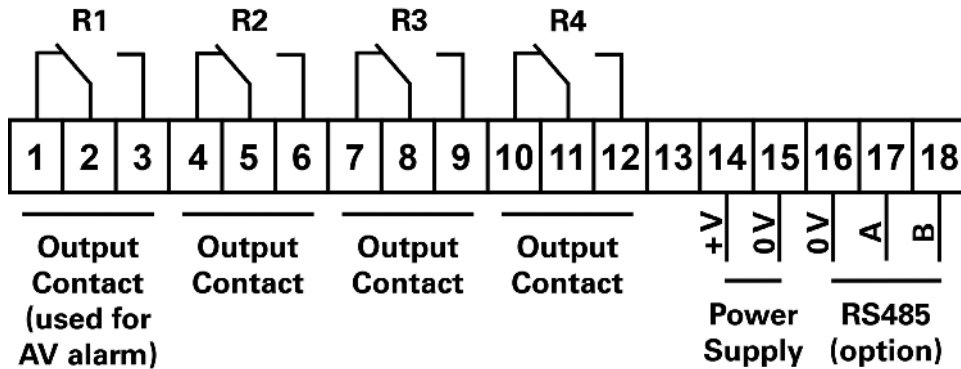 R1 R2 R3 R4
1 2 3 4 5 6 7 8 9 10 11 12 13 14 15 16 17 18
+V 0V 0V A B
Output Output Output Output
Contact Contact Contact Contact
(used for
AV alarm)
Power RS485
Supply (option)